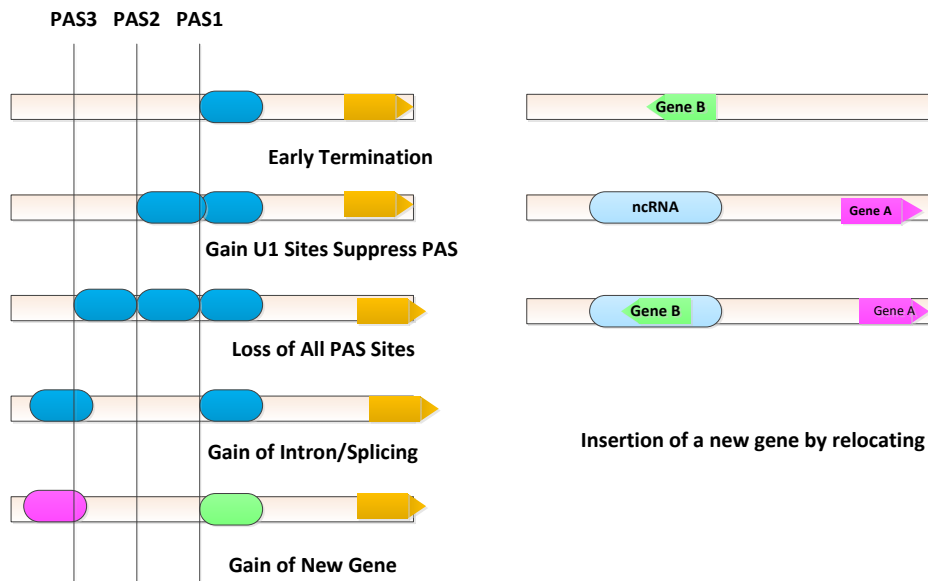 PAS3 PAS2 PAS1
Gene B
Early Termination
ncRNA
Gene A
Gain U1 Sites Suppress PAS
Gene B
Gene A
Loss of All PAS Sites
Gain of Intron/Splicing
Insertion of a new gene by relocating
Gain of New Gene